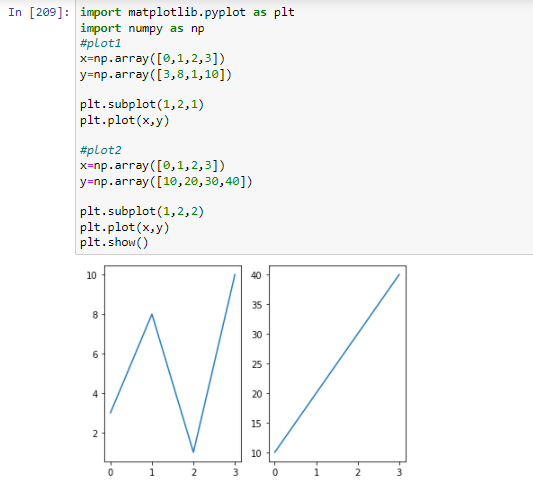 In [209]: import matplotlib.pyplot as plt
import numpy as np
#plot1
x=np.array([0,1,2,3])
y=np.array([3,8,1,10])
plt.subplot(1,2,1)
plt.plot(x,y)
#plot2
x=np.array([0,1,2,3])
y=np.array([10,20,30,40])
plt.subplot(1,2,2)
plt.plot(x,y)
plt.show()
10
8
6
4
2
0 1 2 3
40
35
30
25
20
15
10
0 1 2 3